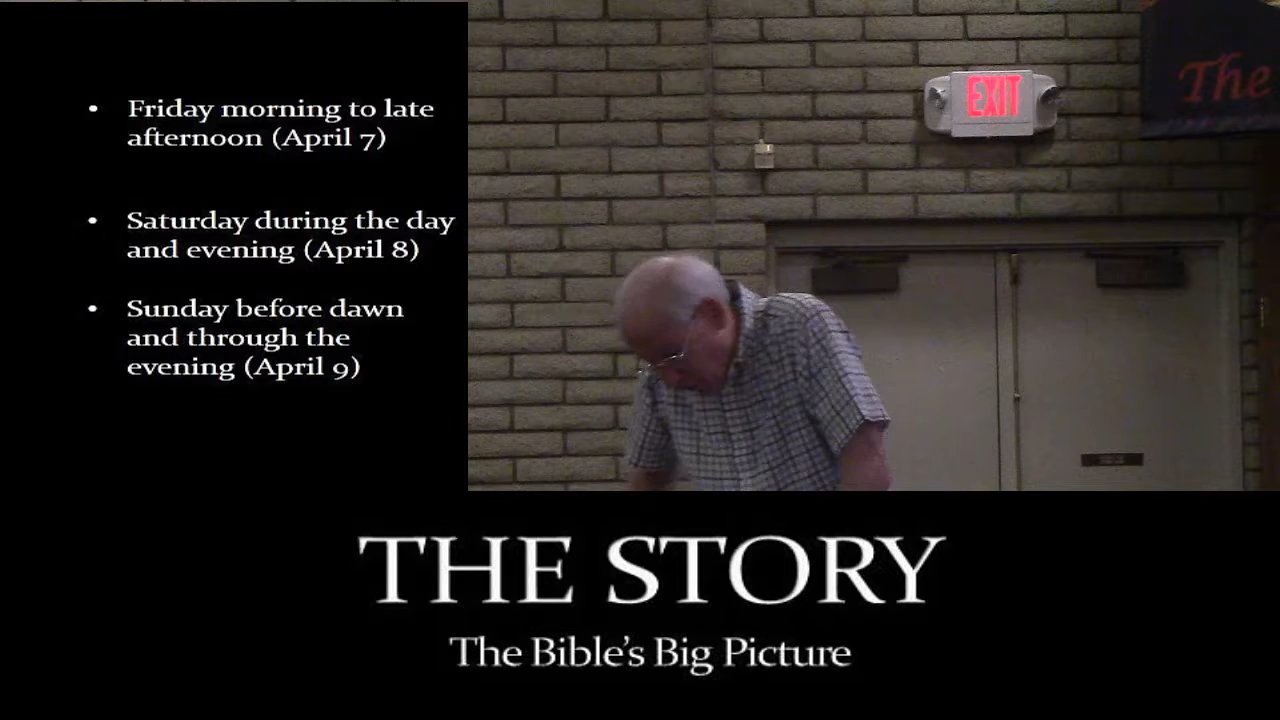 • Friday morning to late
afternoon (April 7)
• Saturday during the day
and evening (April 8)
• Sunday before dawn
and through the
evening (April 9)
EXIT
The
THE STORY
The Bible's Big Picture